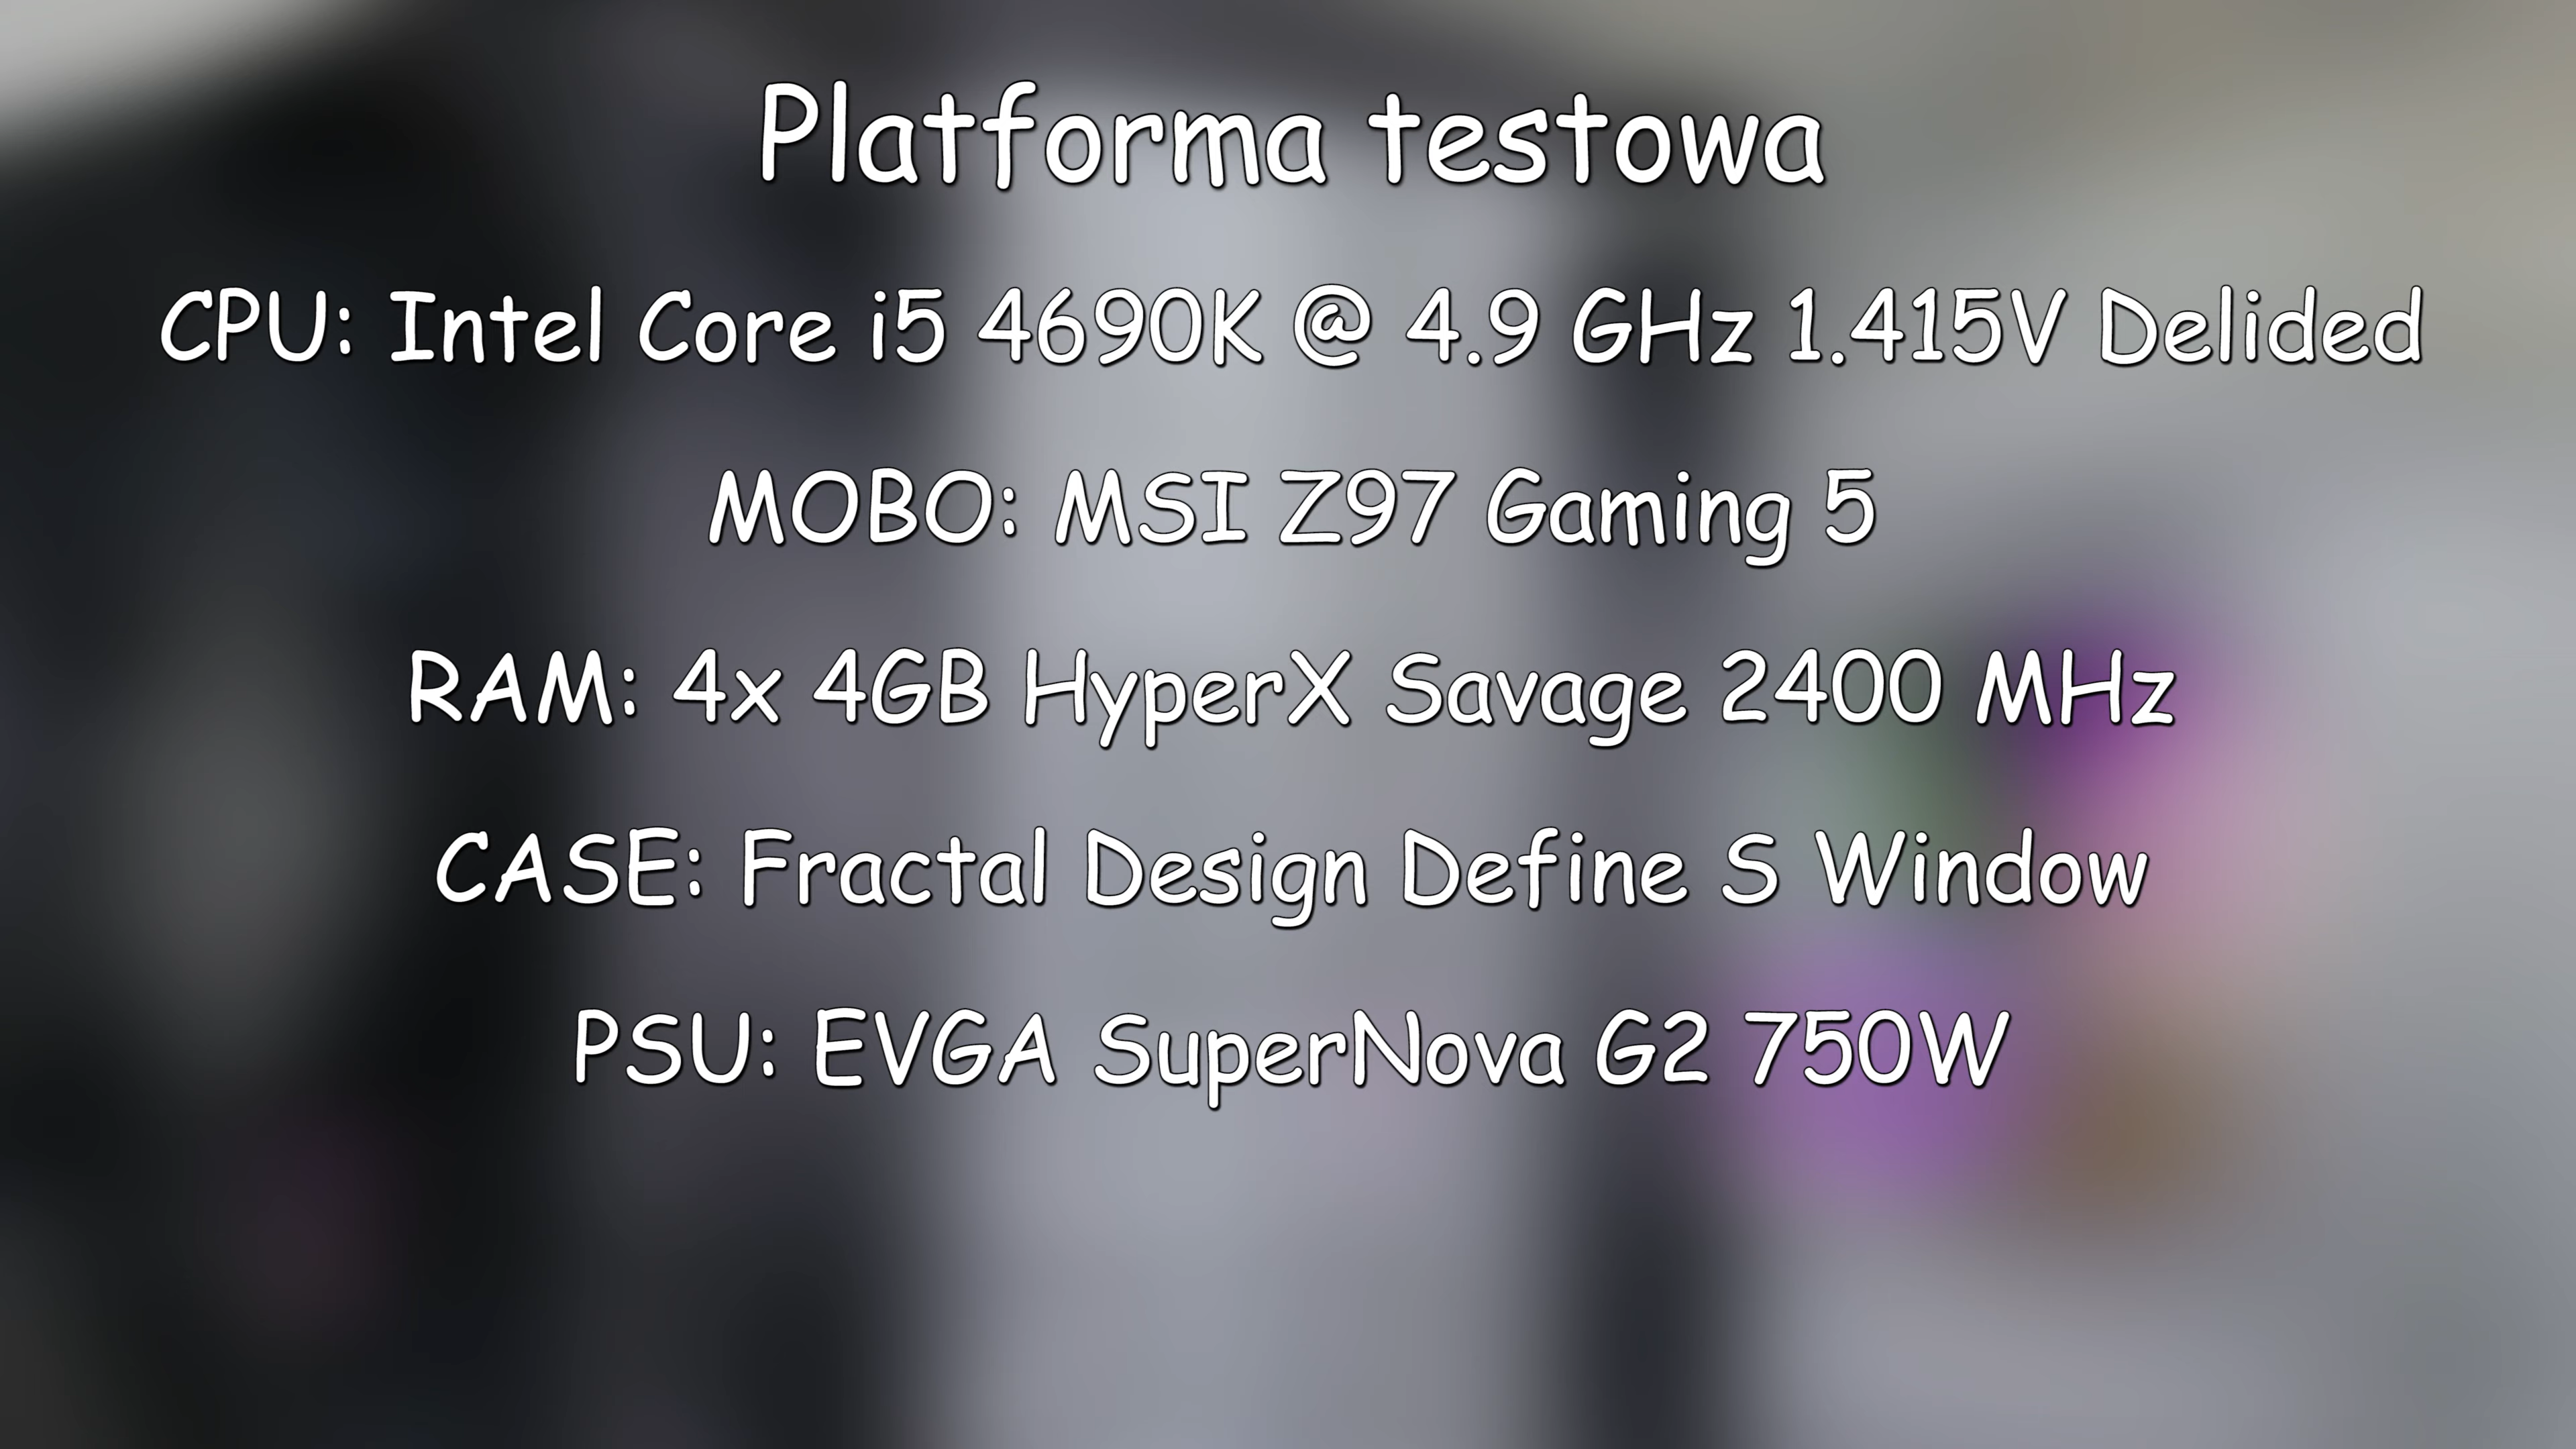 Platforma testowa
CPU: Intel Core i5 4690K @ 4.9 GHz 1.415V Delided
MOBO: MSI Z97 Gaming 5
RAM: 4x 4GB HyperX Savage 2400 MHz
CASE: Fractal Design Define S Window
PSU: EVGA SuperNova G2 750W